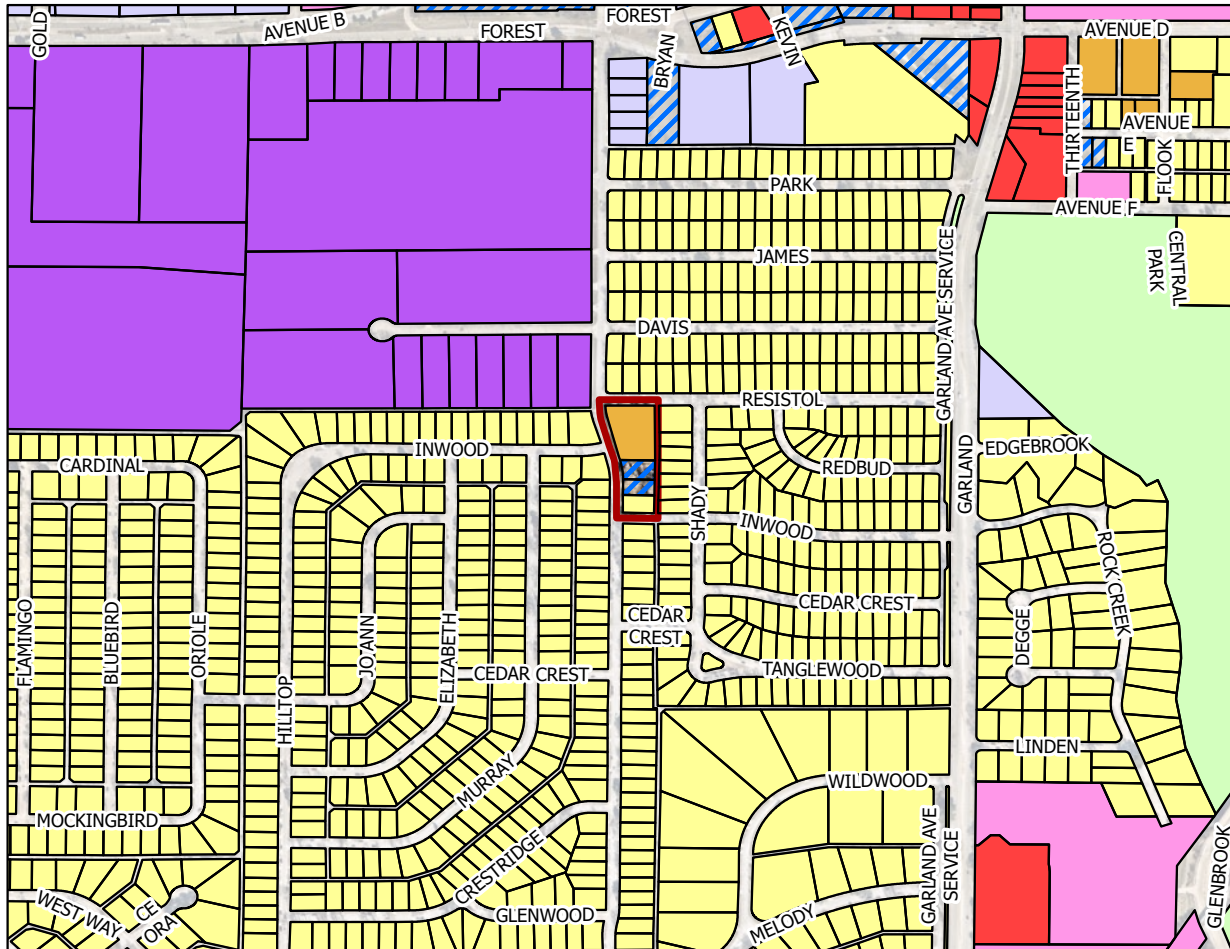 GOLD
AVENUE B
FOREST
FOREST
BRYAN
KEVIN
AVENUE D
THIRTEENTH
AVENUE
E
FLOOK
PARK
AVENUE F
JAMES
GARLAND AVE SERVICE
CENTRAL
PARK
DAVIS
RESISTOL
INWOOD
CARDINAL
REDBUD
GARLAND
EDGEBROOK
SHADY
INWOOD
ROCK CREEK
FLAMINGO
BLUEBIRD
ORIOLE
JO ANN
ELIZABETH
CEDAR
CREST
CEDAR CREST
DEGGE
HILLTOP
CEDAR CREST
TANGLEWOOD
LINDEN
MURRAY
WILDWOOD
MOCKINGBIRD
CRESTRIDGE
GARLAND AVE
SERVICE
GLENBROOK
WEST WAY
CE
ORA
GLENWOOD
MELODY